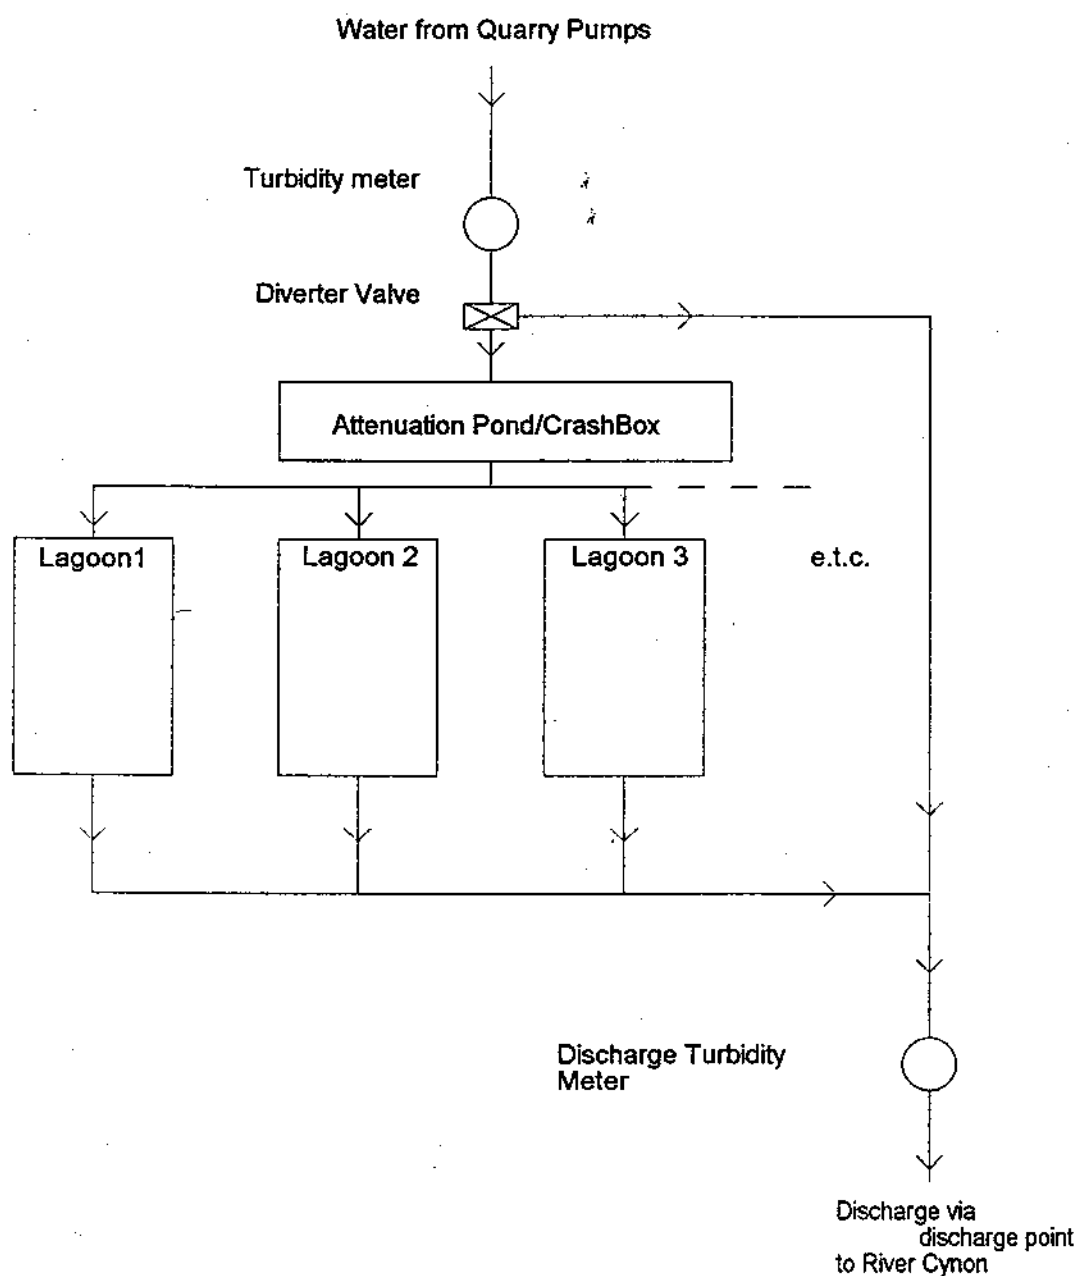 Water from Quarry Pumps
Turbidity meter
Diverter Valve
Attenuation Pond/CrashBox
Lagoon1
Lagoon 2
Lagoon 3
e.t.c.
Discharge Turbidity
Meter
Discharge via
discharge point
to River Cynon